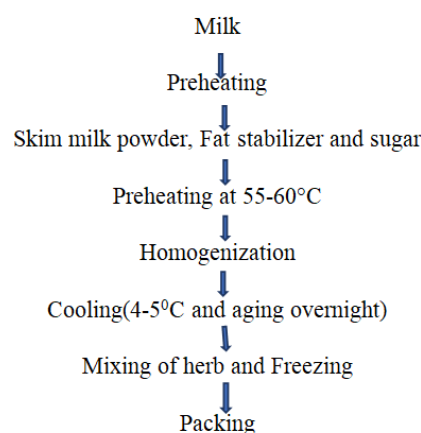 Milk
Preheating
Skim milk powder, Fat stabilizer and sugar
Preheating at 55-60°C
Homogenization
Cooling(4-5⁰C and aging overnight)
Mixing of herb and Freezing
Packing